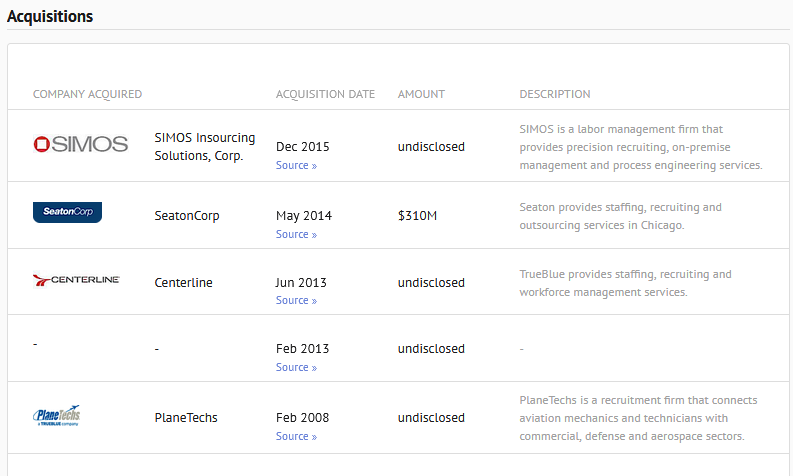 Acquisitions
COMPANY ACQUIRED ACQUISITION DATE AMOUNT DESCRIPTION
SIMOS
SIMOS Insourcing
Solutions, Corp.
Dec 2015
Source »
undisclosed
SIMOS is a labor management firm that
provides precision recruiting, on-premise
management and process engineering services.
SeatonCorp
SeatonCorp
May 2014
Source »
$310M
Seaton provides staffing, recruiting and
outsourcing services in Chicago.
CENTERLINE
Centerline
Jun 2013
Source »
undisclosed
TrueBlue provides staffing, recruiting and
workforce management services.
-
-
Feb 2013
Source »
undisclosed
-
PlaneTechs
a TRUEBLUE company
PlaneTechs
Feb 2008
Source »
undisclosed
PlaneTechs is a recruitment firm that connects
aviation mechanics and technicians with
commercial, defense and aerospace sectors.